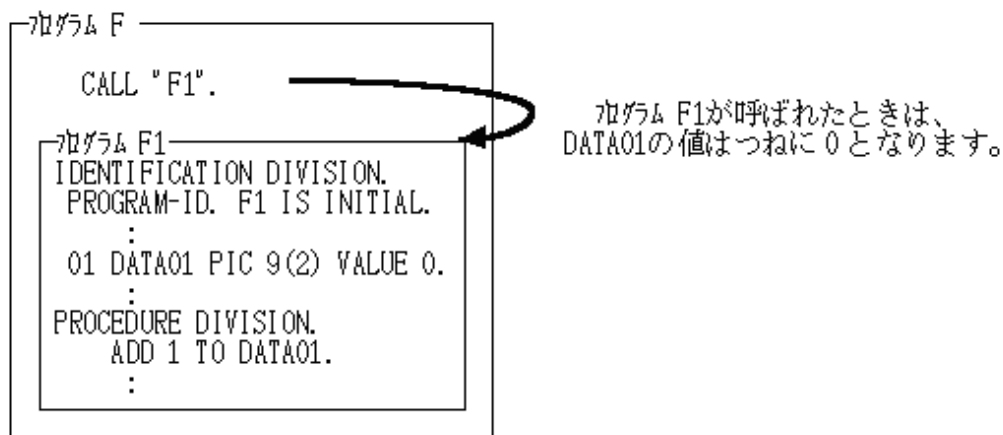 ﾌﾟﾛｸﾞﾗﾑ F
CALL "F1".
ﾌﾟﾛｸﾞﾗﾑ F1が呼ばれたときは、
DATA01の値はつねに0となります。
ﾌﾟﾛｸﾞﾗﾑ F1
IDENTIFICATION DIVISION.
PROGRAM-ID. F1 IS INITIAL.
:
01 DATA01 PIC 9(2) VALUE 0.
:
PROCEDURE DIVISION.
ADD 1 TO DATA01.
: